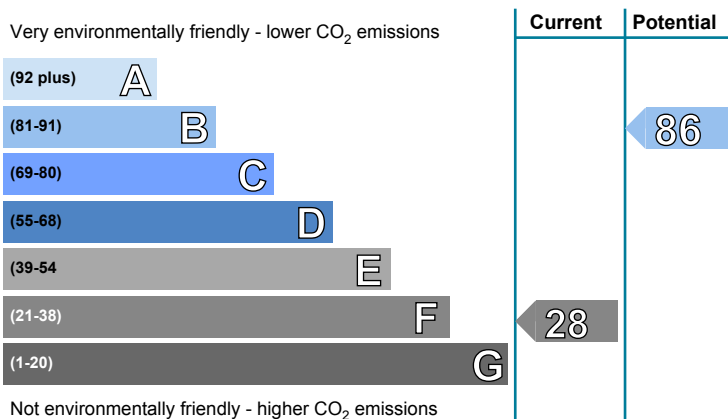 Current Potential
Very environmentally friendly - lower CO2 emissions
(92 plus) A
(81-91) B 86
(69-80) C
(55-68) D
(39-54 E
(21-38) F 28
(1-20) G
Not environmentally friendly - higher CO2 emissions